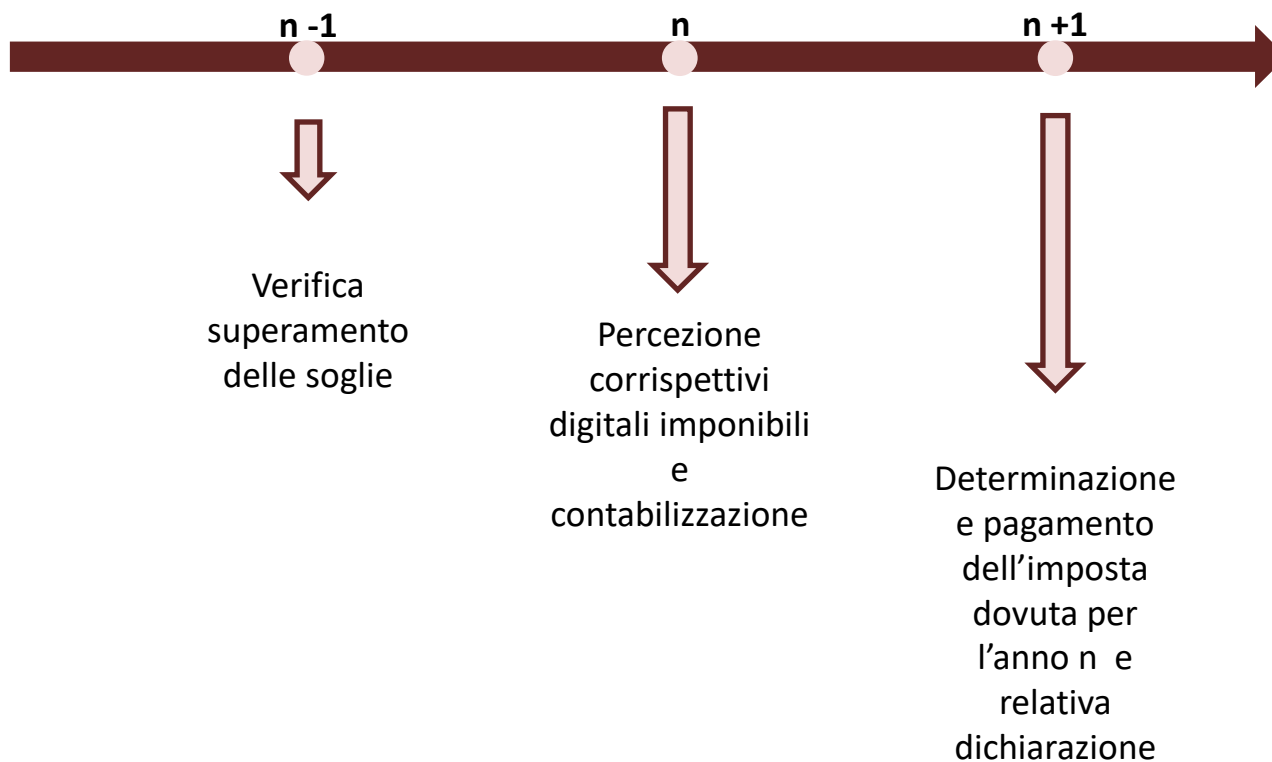 n -1
n
n +1
Verifica
superamento
delle soglie
Percezione
corrispettivi
digitali imponibili
e
contabilizzazione
Determinazione
e pagamento
dell’imposta
dovuta per
l’anno n e
relativa
dichiarazione